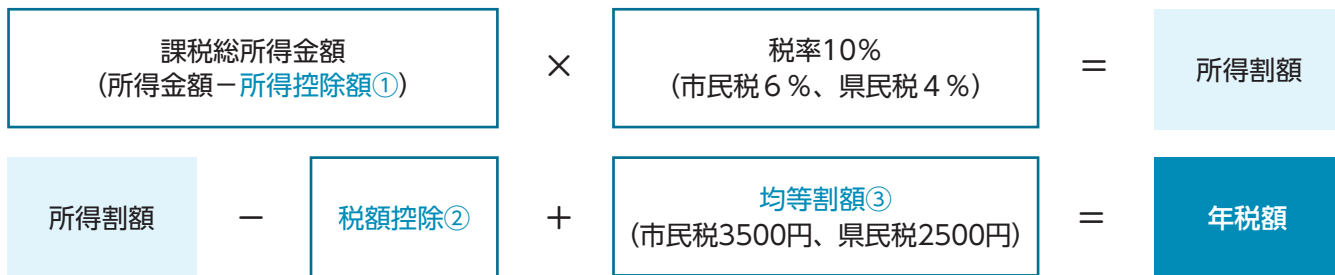 課税総所得金額
(所得金額－所得控除額①)
×
税率10%
(市民税6%、県民税4%)
=
所得割額
所得割額
－
税額控除②
+
均等割額③
(市民税3500円、県民税2500円)
=
年税額